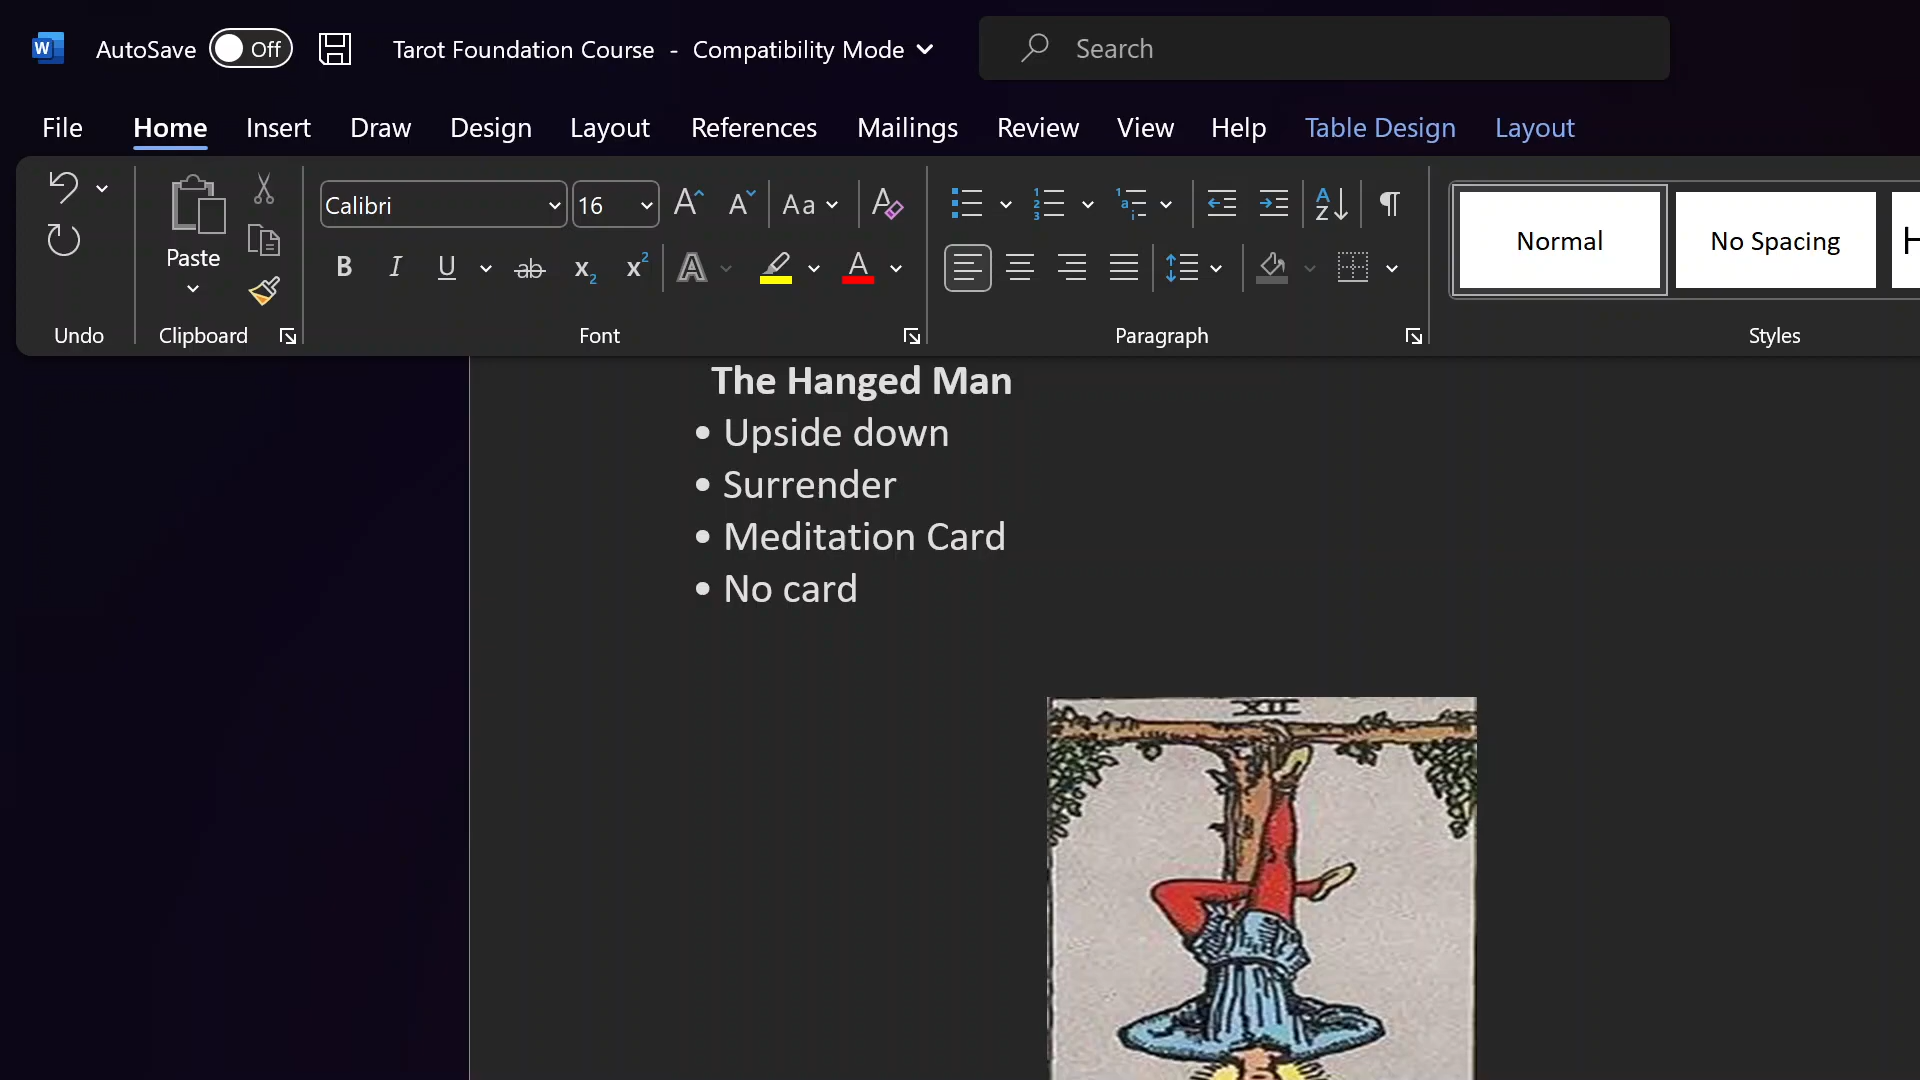 AutoSave Off Tarot Foundation Course - Compatibility Mode Search
File Home Insert Draw Design Layout References Mailings Review View Help Table Design Layout
Paste
Calibri 16
Normal No Spacing
Undo Clipboard Font Paragraph Styles
The Hanged Man
• Upside down
• Surrender
• Meditation Card
• No card
XII